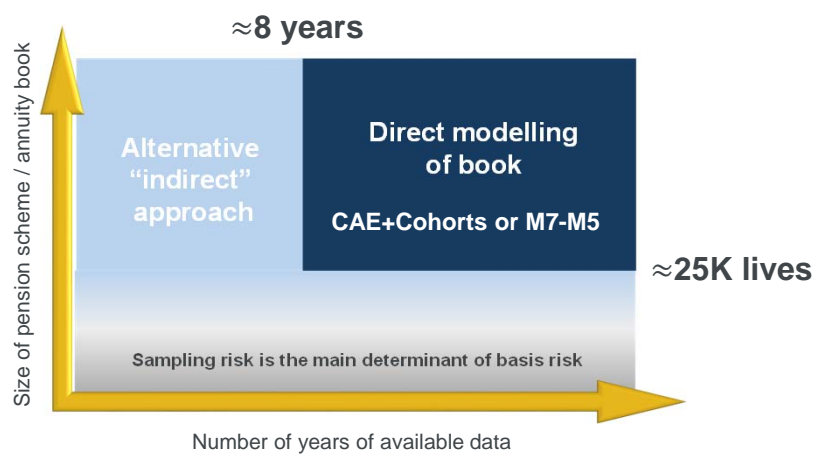 ≈8 years
Size of pension scheme / annuity book
Alternative
“indirect”
approach
Direct modelling
of book
CAE+Cohorts or M7-M5
≈25K lives
Sampling risk is the main determinant of basis risk
Number of years of available data